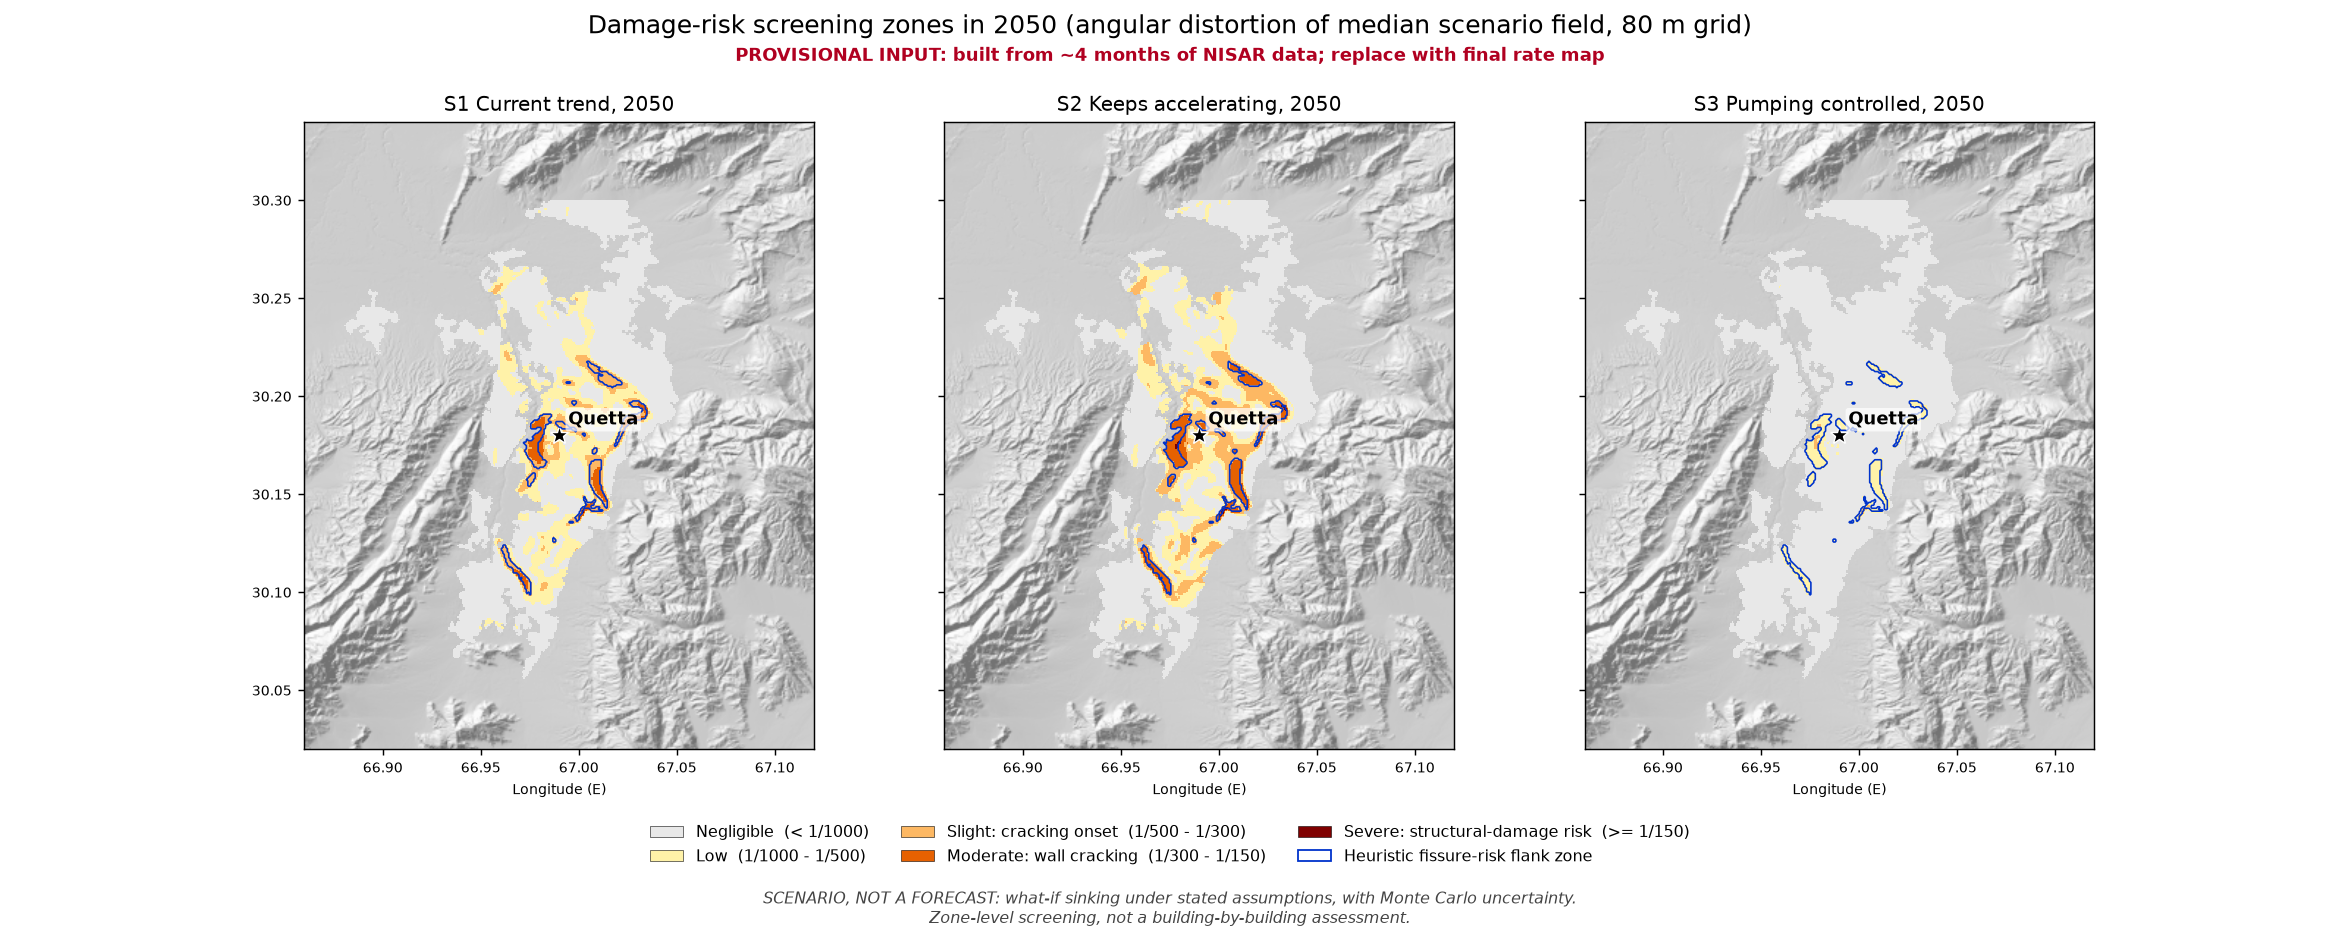 Damage-risk screening zones in 2050 (angular distortion of median scenario field, 80 m grid)
PROVISIONAL INPUT: built from ~4 months of NISAR data; replace with final rate map
S1 Current trend, 2050
S2 Keeps accelerating, 2050
S3 Pumping controlled, 2050
30.30
30.25
30.20
30.15
30.10
30.05
Quetta
Quetta
Quetta
66.90 66.95 67.00 67.05 67.10
66.90 66.95 67.00 67.05 67.10
66.90 66.95 67.00 67.05 67.10
Longitude (E)
Longitude (E)
Longitude (E)
Negligible (< 1/1000)
Low (1/1000 - 1/500)
Slight: cracking onset (1/500 - 1/300)
Moderate: wall cracking (1/300 - 1/150)
Severe: structural-damage risk (>= 1/150)
Heuristic fissure-risk flank zone
SCENARIO, NOT A FORECAST: what-if sinking under stated assumptions, with Monte Carlo uncertainty.
Zone-level screening, not a building-by-building assessment.